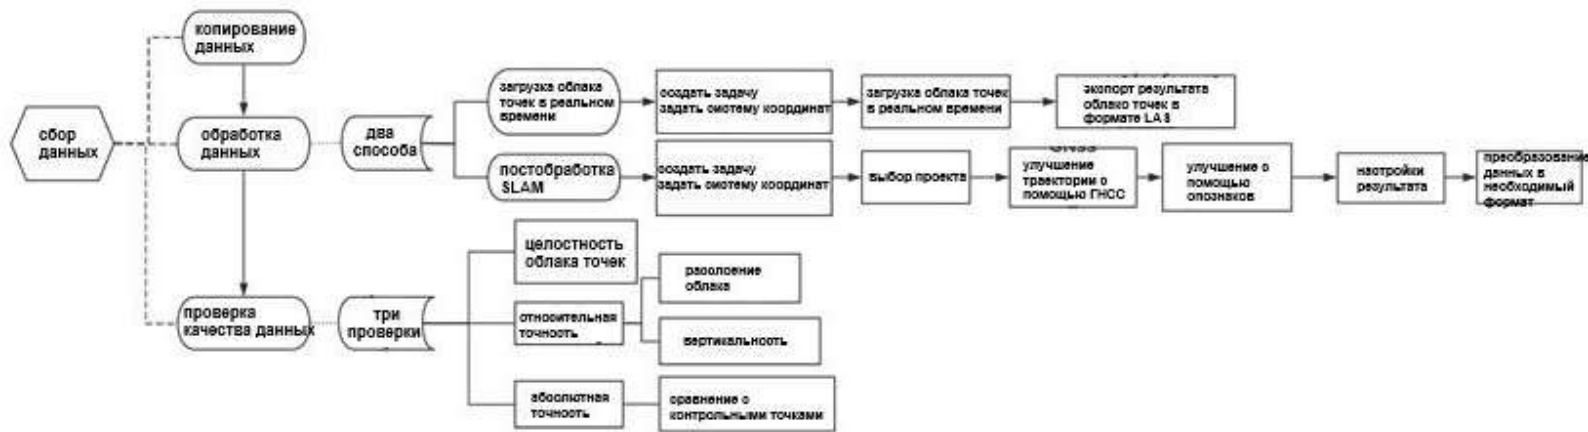 копирование
данных
сбор
данных
обработка
данных
два
способа
загрузка облака
точек в реальном
времени
создать задачу
задать систему координат
загрузка облака точек
в реальном времени
экспорт результата
облако точек в
формате LAS
постобработка
SLAM
создать задачу
задать систему координат
выбор проекта
GNSS
улучшение
траектории с
помощью ГНСС
улучшение с
помощью
опознаков
настройки
результата
преобразование
данных в
необходимый
формат
проверка
качества данных
три
проверки
целостность
облака точек
относительная
точность
расслоение
облака
вертикальность
абсолютная
точность
сравнение с
контрольными точками